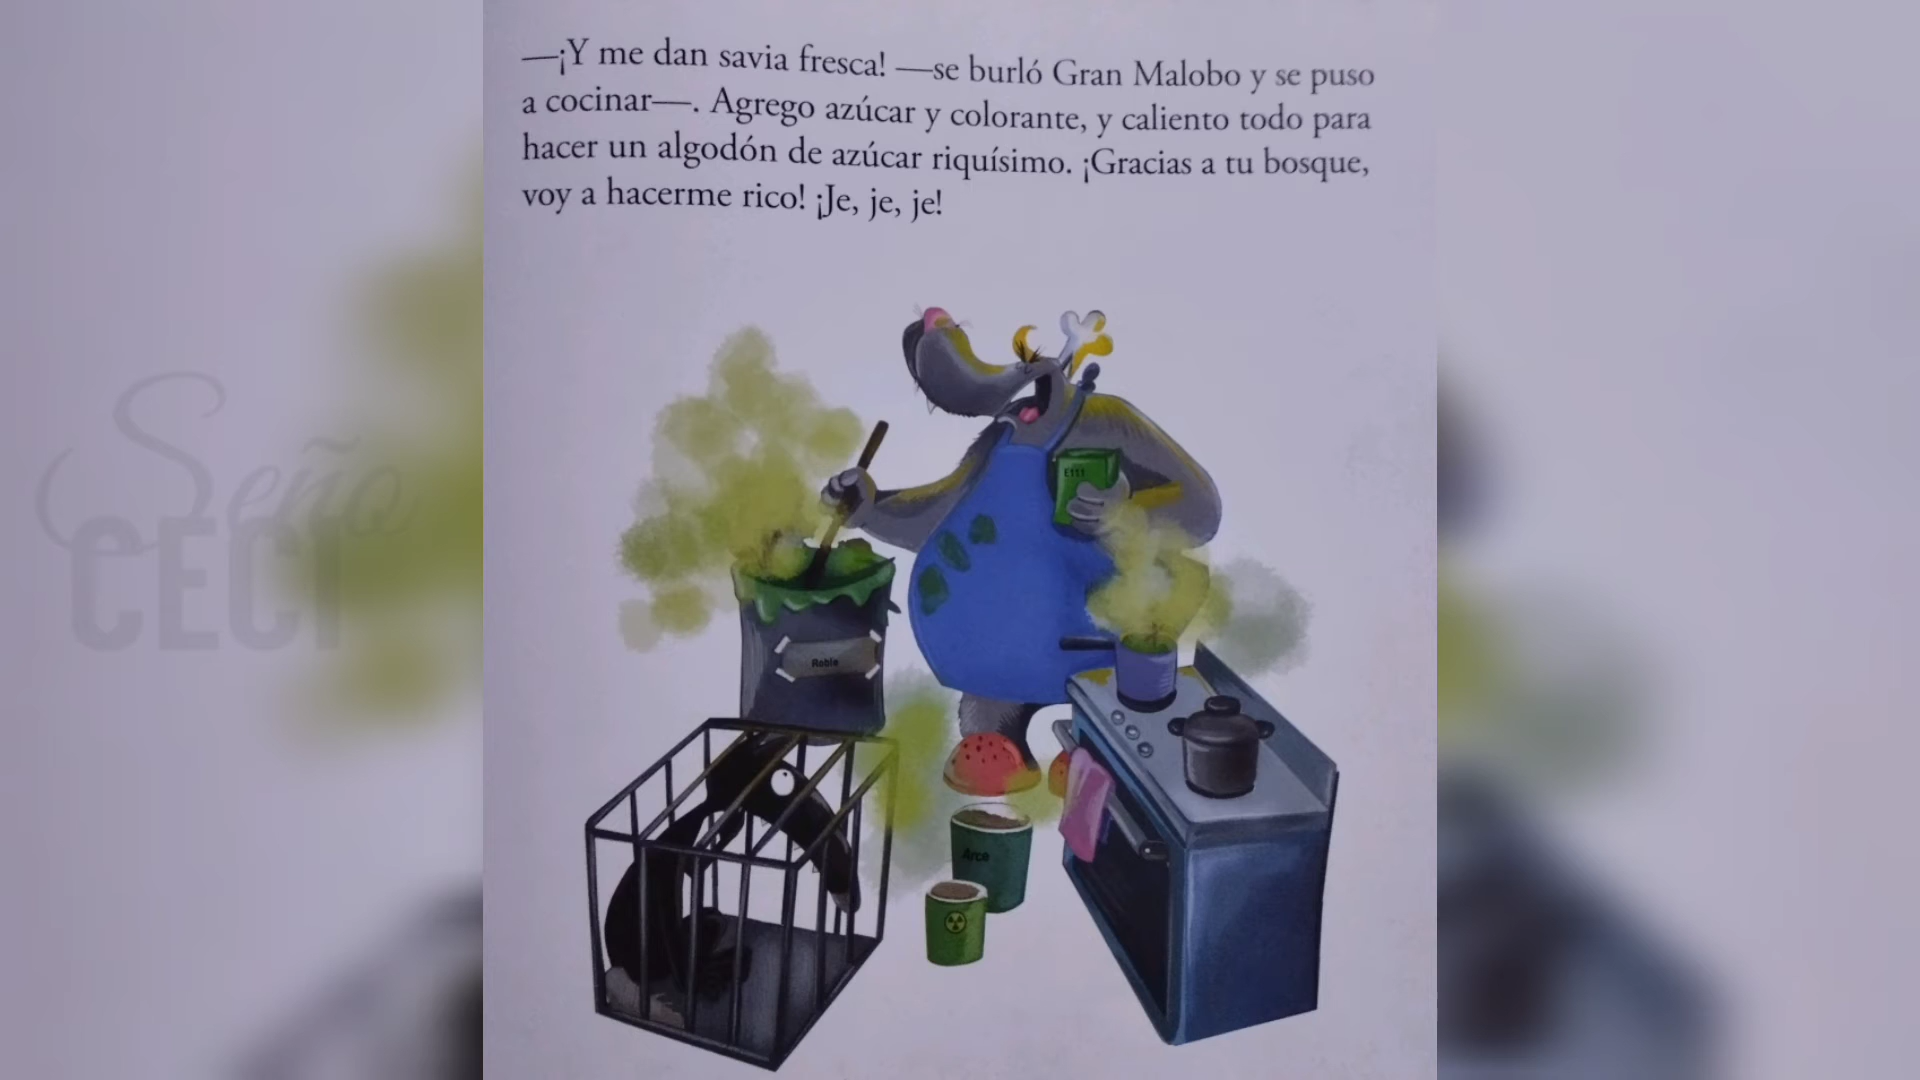 —¡Y me dan savia fresca! —se burló Gran Malobo y se puso
a cocinar—. Agrego azúcar y colorante, y caliento todo para
hacer un algodón de azúcar riquísimo. ¡Gracias a tu bosque,
voy a hacerme rico! ¡Je, je, je!
Seño
CECI
E111
Roble
Arce